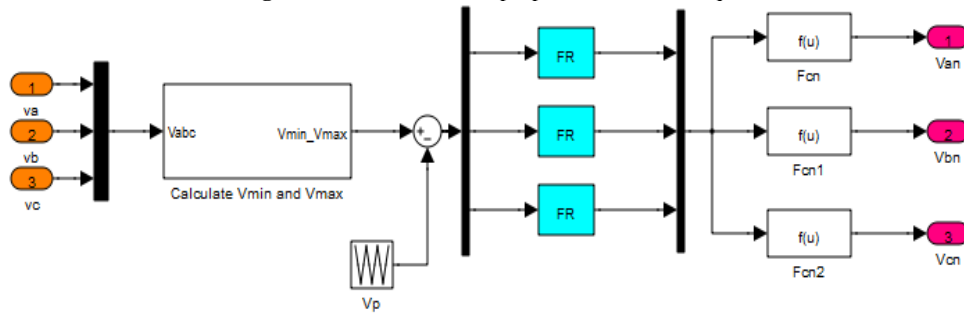 1
va
2
vb
3
vc
Vabc
Vmin_Vmax
Calculate Vmin and Vmax
Vp
FR
FR
FR
f(u)
Fcn
f(u)
Fcn1
f(u)
Fcn2
1
Van
2
Vbn
3
Vcn